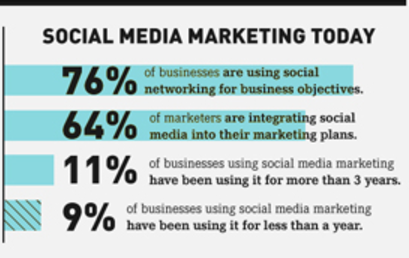 SOCIAL MEDIA MARKETING TODAY
76% of businesses are using social
networking for business objectives.
64% of marketers are integrating social
media into their marketing plans.
11% of businesses using social media marketing
have been using it for more than 3 years.
9% of businesses using social media marketing
have been using it for less than a year.